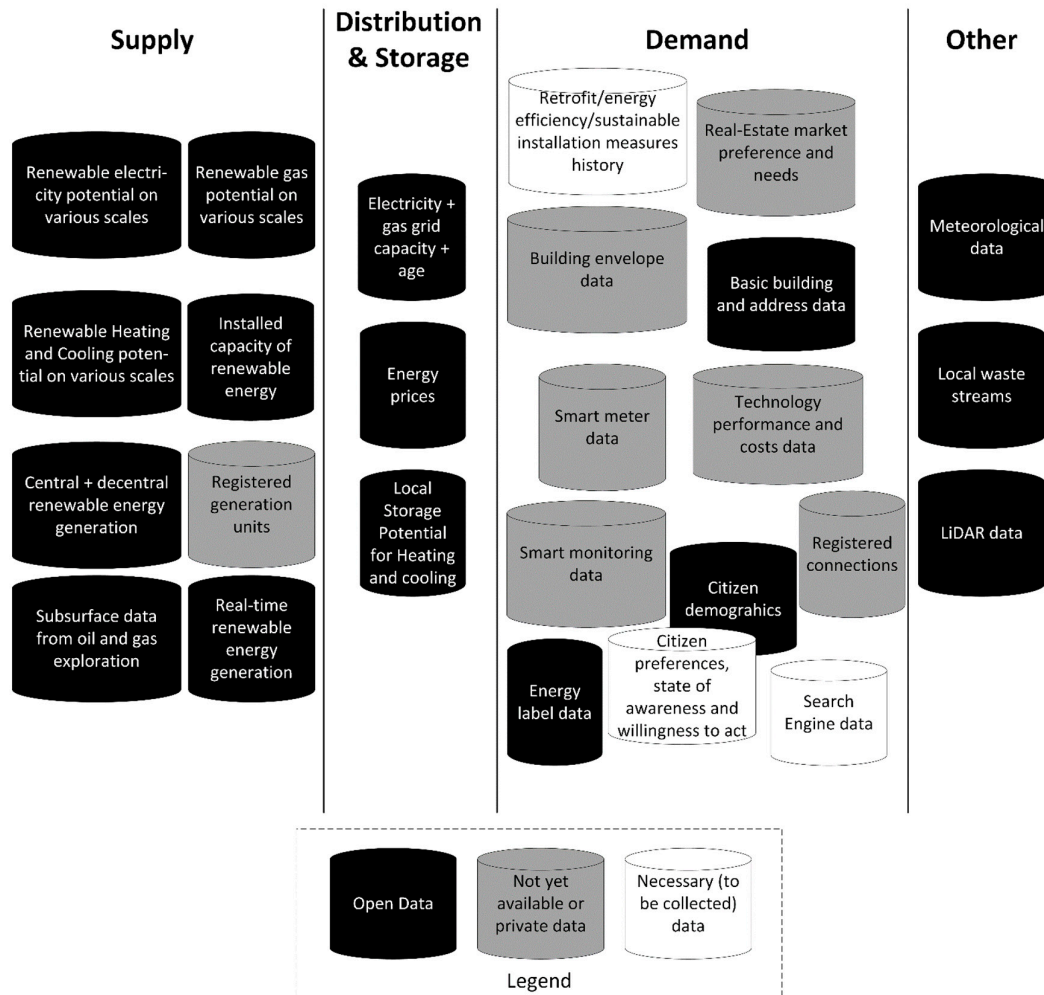 Supply
Distribution
& Storage
Demand
Other
Renewable electri-
city potential on
various scales
Renewable gas
potential on
various scales
Renewable Heating
and Cooling poten-
tial on various scales
Installed
capacity of
renewable
energy
Central + decentral
renewable energy
generation
Registered
generation
units
Subsurface data
from oil and gas
exploration
Real-time
renewable
energy
generation
Electricity +
gas grid
capacity +
age
Energy
prices
Local
Storage
Potential
for Heating
and cooling
Retrofit/energy
efficiency/sustainable
installation measures
history
Real-Estate market
preference and
needs
Building envelope
data
Basic building
and address data
Smart meter
data
Technology
performance and
costs data
Smart monitoring
data
Citizen
demograhics
Registered
connections
Energy
label data
Citizen
preferences,
state of
awareness and
willingness to act
Search
Engine data
Meteorological
data
Local waste
streams
LiDAR data
Open Data
Not yet
available or
private data
Necessary (to
be collected)
data
Legend